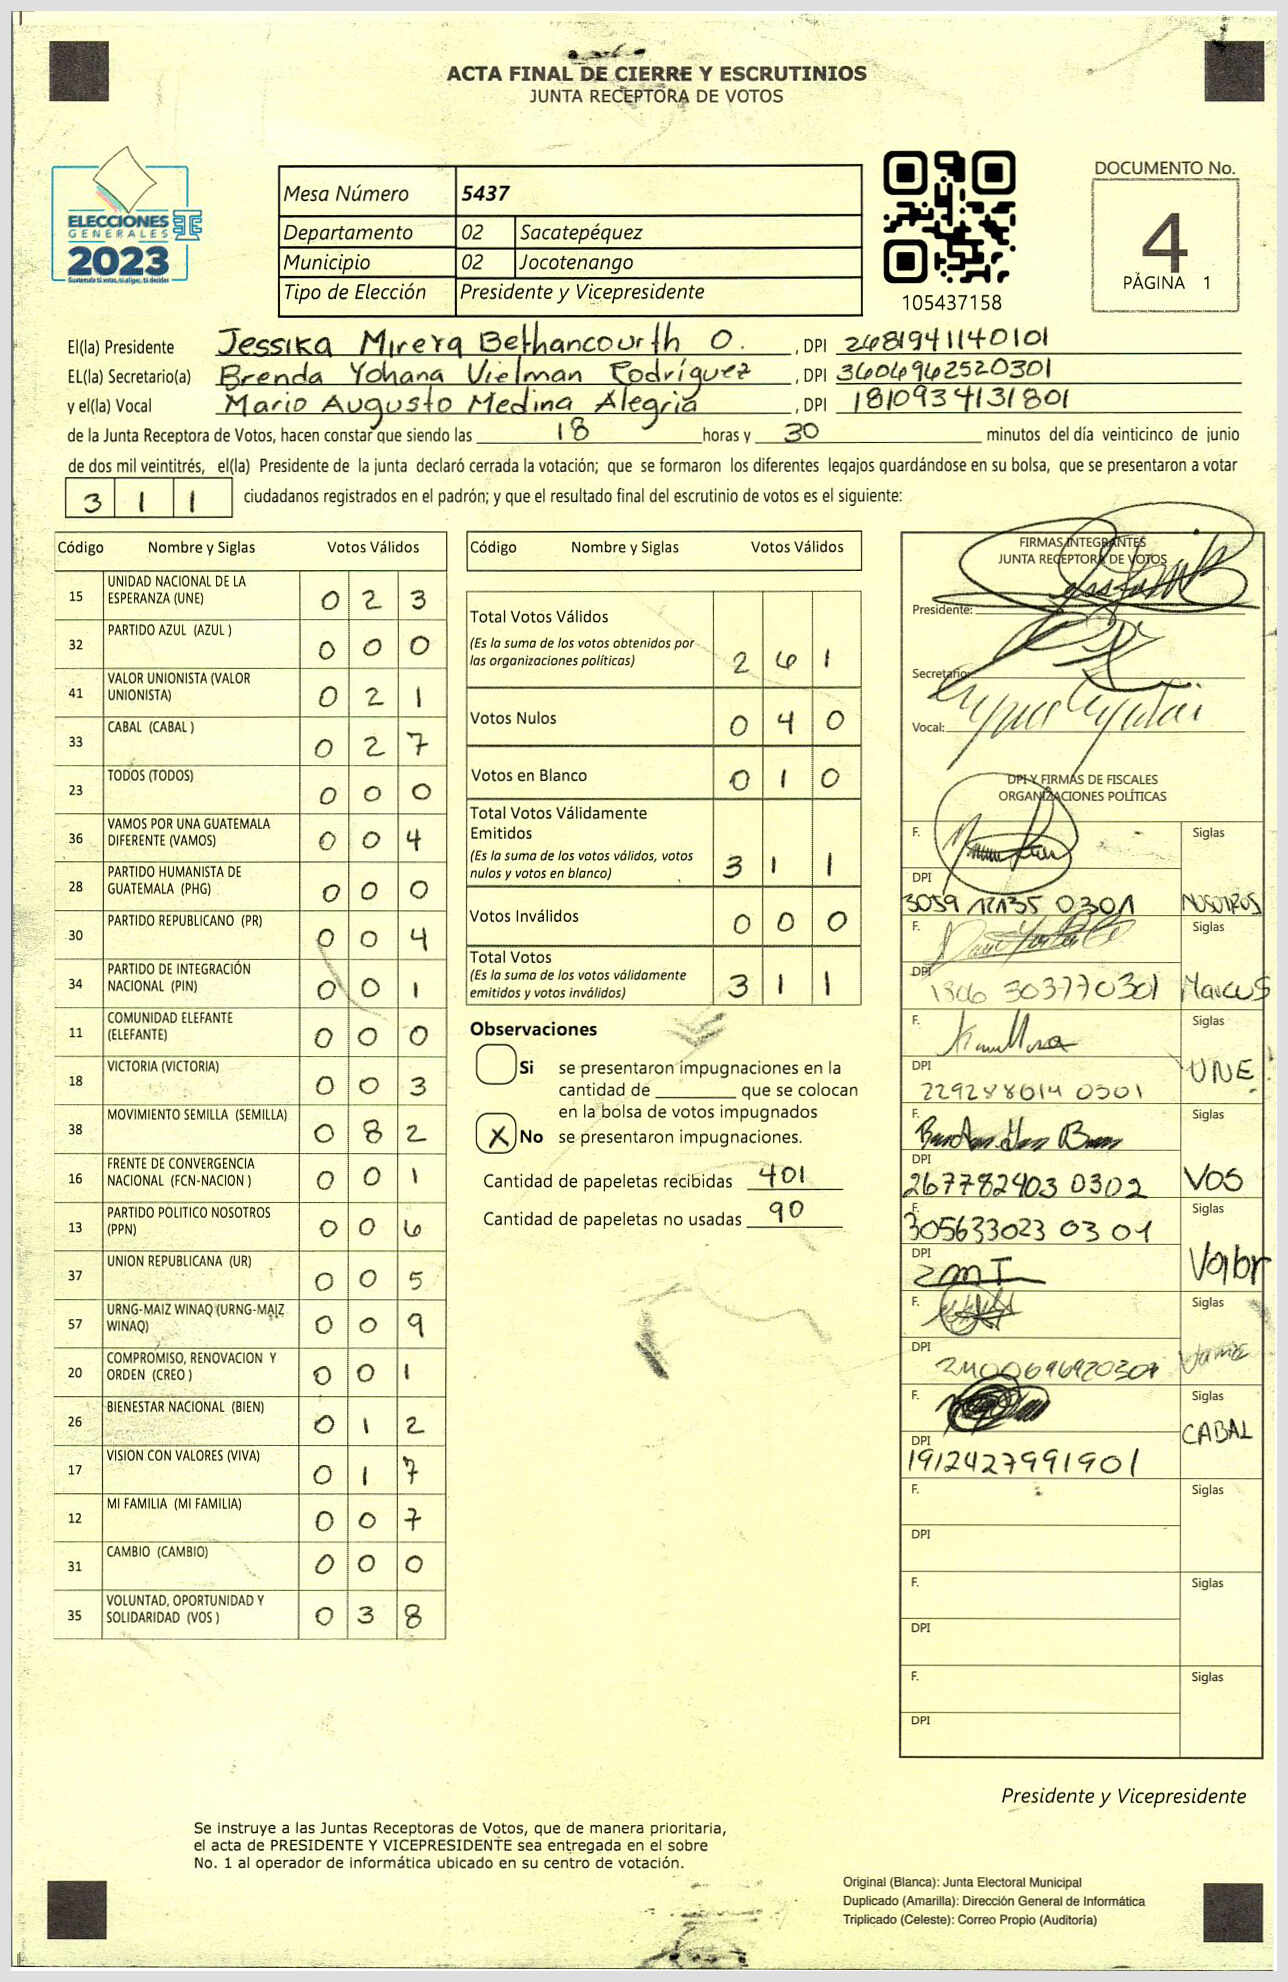 ACTA FINAL DE CIERRE Y ESCRUTINIOS
JUNTA RECEPTORA DE VOTOS
ELECCIONES
GENERALES
2023
Guatemala tú votas, tú eliges, tú decides
Mesa Número 5437
Departamento 02 Sacatepéquez
Municipio 02 Jocotenango
Tipo de Elección Presidente y Vicepresidente
105437158
DOCUMENTO No.
4
PÁGINA 1
El(la) Presidente Jessika Mirera Bethancourth O. , DPI 2681941140101
EL(la) Secretario(a) Brenda Yohana Vielman Rodríguez , DPI 3604962520301
y el(la) Vocal Mario Augusto Medina Alegria , DPI 1810934131801
de la Junta Receptora de Votos, hacen constar que siendo las 18 horas y 30 minutos del día veinticinco de junio
de dos mil veintitrés, el(la) Presidente de la junta declaró cerrada la votación; que se formaron los diferentes legajos guardándose en su bolsa, que se presentaron a votar
3 1 1 ciudadanos registrados en el padrón; y que el resultado final del escrutinio de votos es el siguiente:
Código Nombre y Siglas Votos Válidos
15 UNIDAD NACIONAL DE LA ESPERANZA (UNE) 0 2 3
32 PARTIDO AZUL (AZUL ) 0 0 0
41 VALOR UNIONISTA (VALOR UNIONISTA) 0 2 1
33 CABAL (CABAL ) 0 2 7
23 TODOS (TODOS) 0 0 0
36 VAMOS POR UNA GUATEMALA DIFERENTE (VAMOS) 0 0 4
28 PARTIDO HUMANISTA DE GUATEMALA (PHG) 0 0 0
30 PARTIDO REPUBLICANO (PR) 0 0 4
34 PARTIDO DE INTEGRACIÓN NACIONAL (PIN) 0 0 1
11 COMUNIDAD ELEFANTE (ELEFANTE) 0 0 0
18 VICTORIA (VICTORIA) 0 0 3
38 MOVIMIENTO SEMILLA (SEMILLA) 0 8 2
16 FRENTE DE CONVERGENCIA NACIONAL (FCN-NACION ) 0 0 1
13 PARTIDO POLITICO NOSOTROS (PPN) 0 0 6
37 UNION REPUBLICANA (UR) 0 0 5
57 URNG-MAIZ WINAQ (URNG-MAIZ WINAQ) 0 0 9
20 COMPROMISO, RENOVACION Y ORDEN (CREO ) 0 0 1
26 BIENESTAR NACIONAL (BIEN) 0 1 2
17 VISION CON VALORES (VIVA) 0 1 7
12 MI FAMILIA (MI FAMILIA) 0 0 7
31 CAMBIO (CAMBIO) 0 0 0
35 VOLUNTAD, OPORTUNIDAD Y SOLIDARIDAD (VOS ) 0 3 8
Código Nombre y Siglas Votos Válidos
Total Votos Válidos
(Es la suma de los votos obtenidos por
las organizaciones políticas) 2 6 1
Votos Nulos 0 4 0
Votos en Blanco 0 1 0
Total Votos Válidamente
Emitidos
(Es la suma de los votos válidos, votos
nulos y votos en blanco) 3 1 1
Votos Inválidos 0 0 0
Total Votos
(Es la suma de los votos válidamente
emitidos y votos inválidos) 3 1 1
Observaciones
Si se presentaron impugnaciones en la
cantidad de ________ que se colocan
en la bolsa de votos impugnados
X No se presentaron impugnaciones.
Cantidad de papeletas recibidas 401
Cantidad de papeletas no usadas 90
FIRMAS INTEGRANTES
JUNTA RECEPTORA DE VOTOS
Presidente:
Secretario:
Vocal:
DPI Y FIRMAS DE FISCALES
ORGANIZACIONES POLÍTICAS
F. Siglas
DPI
NOSOTROS
F. Siglas
DPI
1306 303770301 Marcus
F. Siglas
DPI UNE
2292880140301
F. Siglas
DPI
267782403 0302 VOS
F. Siglas
305633023 03 01
DPI Valor
F. Siglas
DPI
F. Siglas
DPI CABAL
1912427991901
F. Siglas
DPI
F. Siglas
DPI
F. Siglas
DPI
Presidente y Vicepresidente
Se instruye a las Juntas Receptoras de Votos, que de manera prioritaria,
el acta de PRESIDENTE Y VICEPRESIDENTE sea entregada en el sobre
No. 1 al operador de informática ubicado en su centro de votación.
Original (Blanca): Junta Electoral Municipal
Duplicado (Amarilla): Dirección General de Informática
Triplicado (Celeste): Correo Propio (Auditoría)